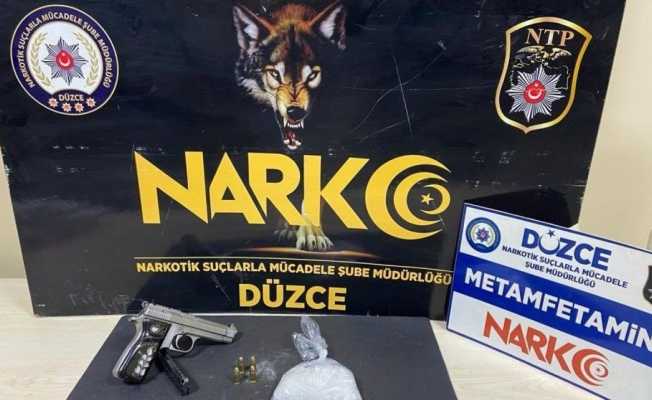 NARKOTİK SUÇLARLA MÜCADELE ŞUBE MÜDÜRLÜĞÜ
DÜZCE
NTP
NARKO
NARKOTİK SUÇLARLA MÜCADELE ŞUBE MÜDÜRLÜĞÜ
DÜZCE
DÜZCE
NARKOTİK SUÇLARLA MÜCADELE
ŞUBE MÜDÜRLÜĞÜ
METAMFETAMİN
NARKO